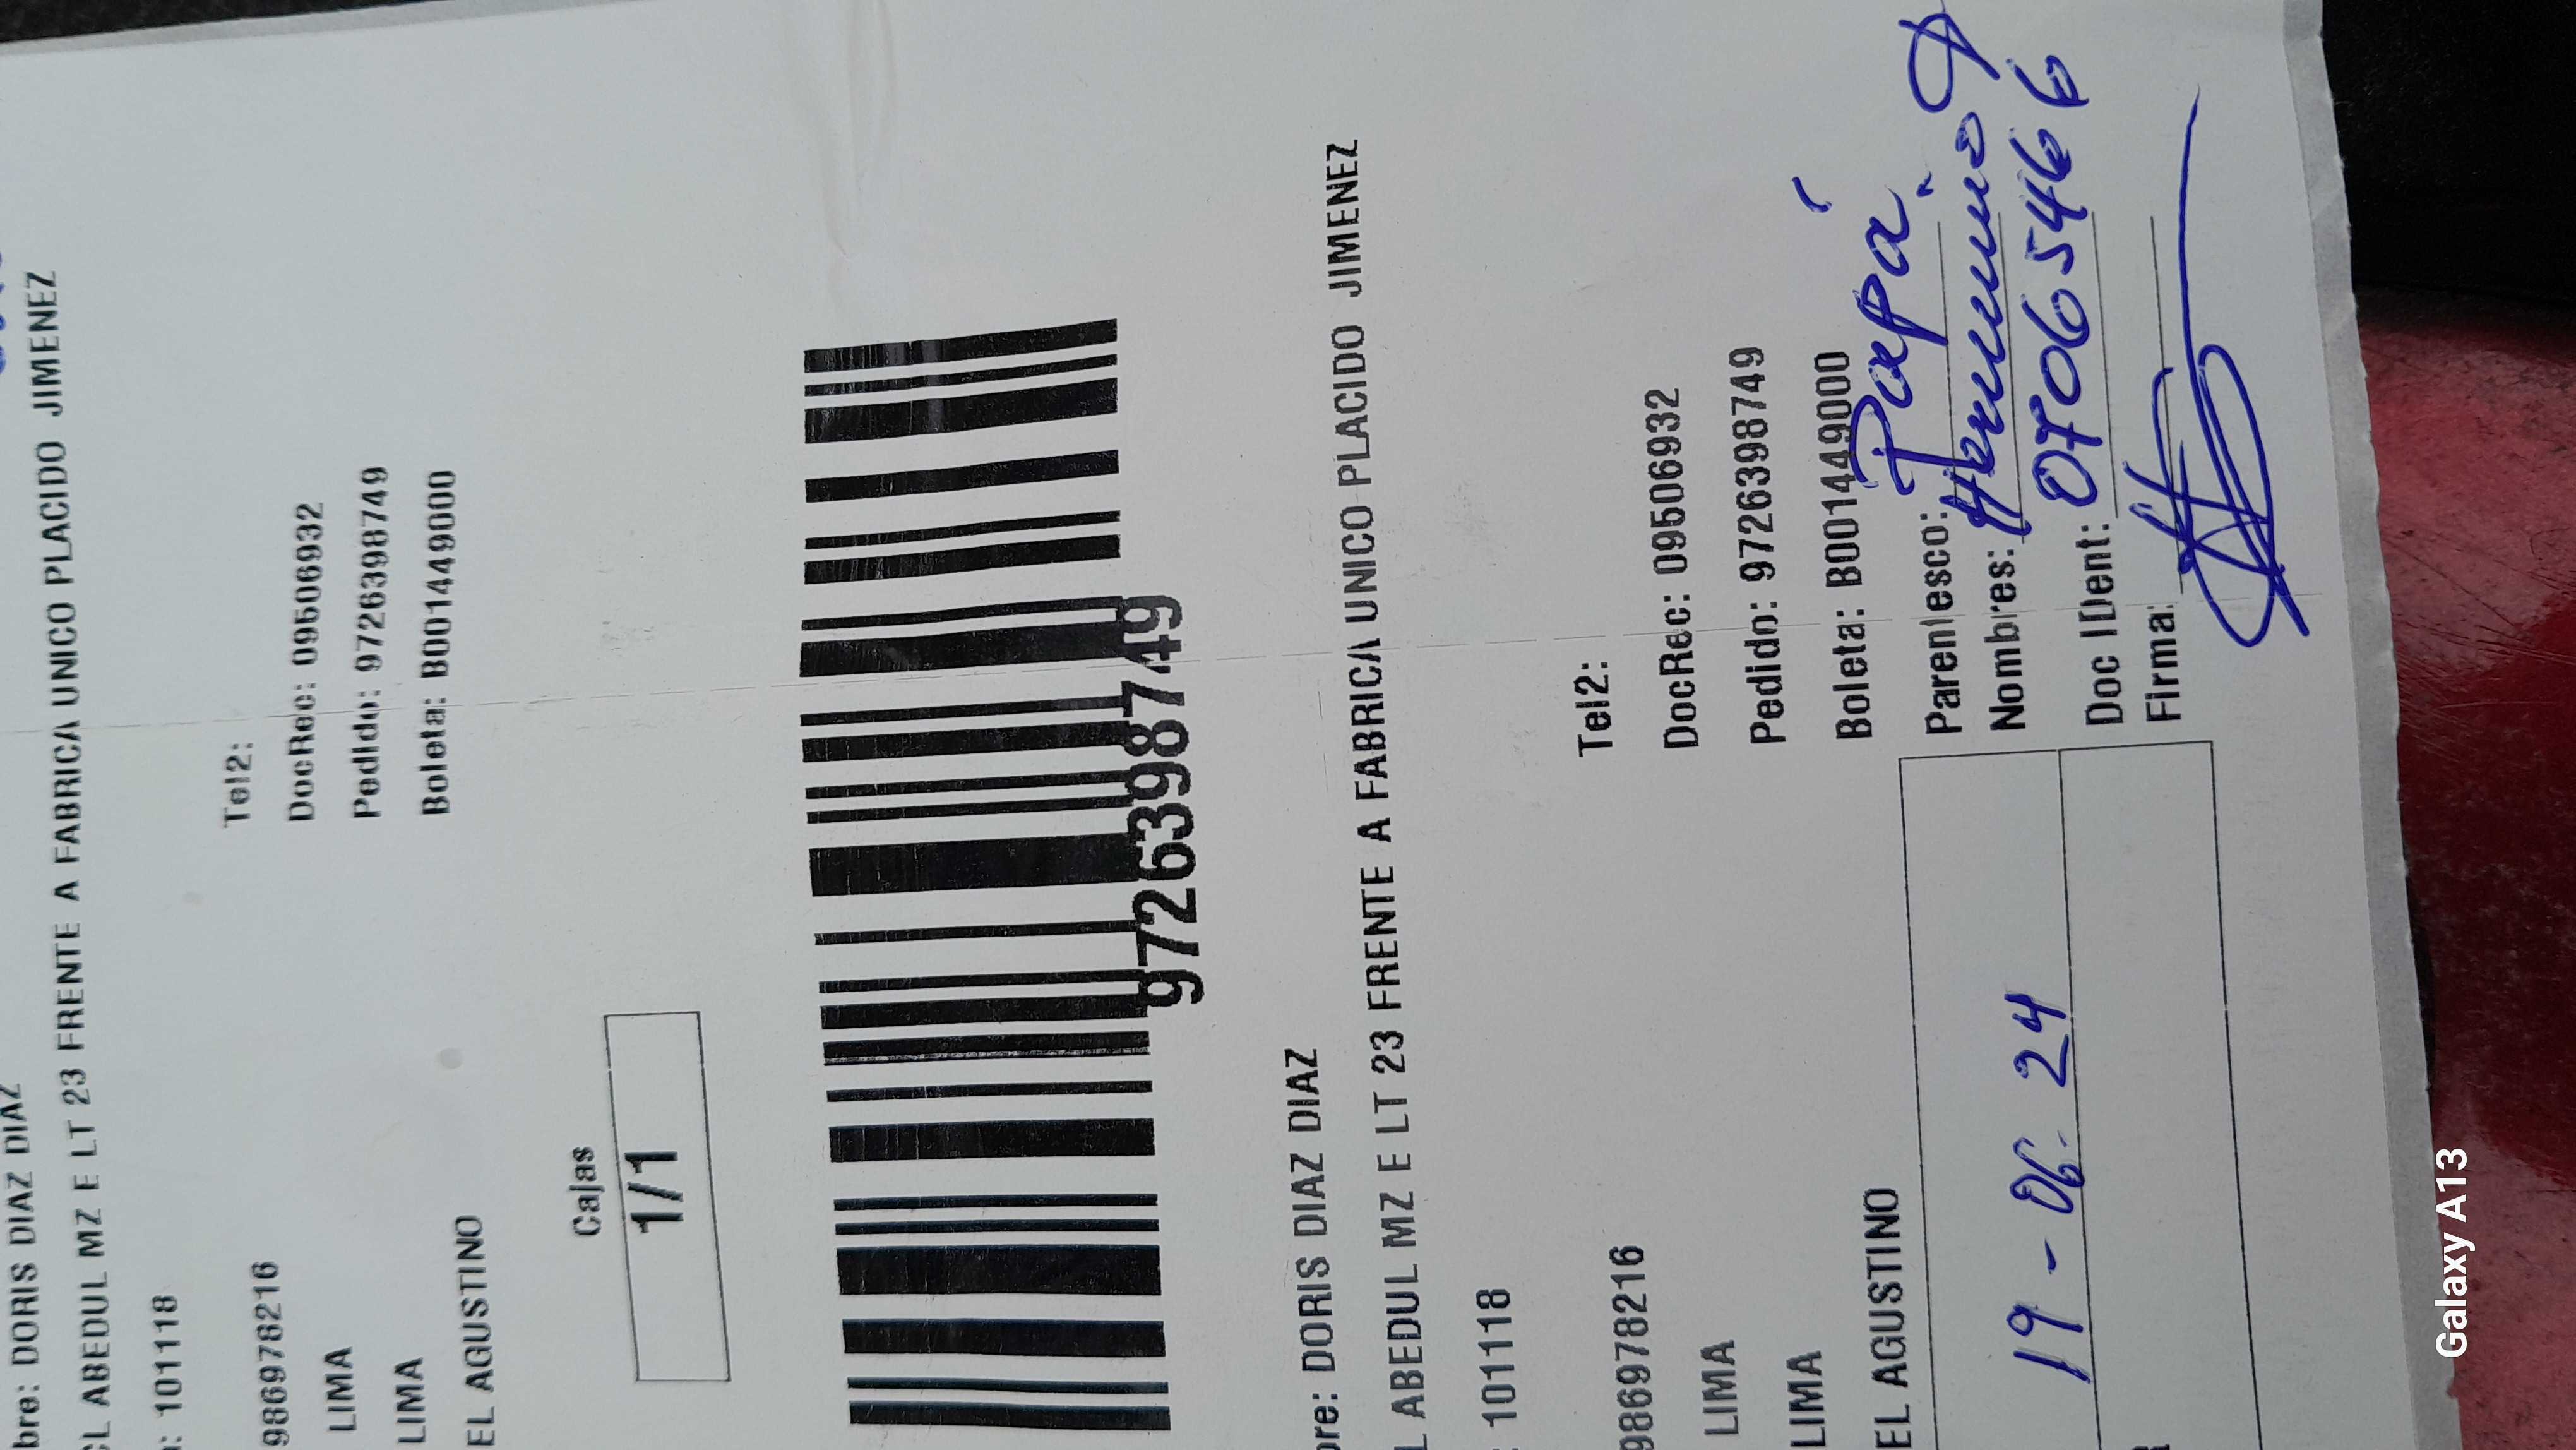 bre: DORIS DIAZ DIAZ
CL ABEDUL MZ E LT 23 FRENTE A FABRICA UNICO PLACIDO JIMENEZ
: 101118
Tel2:
986978216
DocRec: 09506932
LIMA
Pedido: 9726398749
LIMA
Boleta: B001449000
EL AGUSTINO
Cajas
1/1
9726398749
bre: DORIS DIAZ DIAZ
L ABEDUL MZ E LT 23 FRENTE A FABRICA UNICO PLACIDO JIMENEZ
: 101118
Tel2:
986978216
DocRec: 09506932
LIMA
Pedido: 9726398749
LIMA
Boleta: B001449000
EL AGUSTINO
Parentesco: Papá
Nombres:
19-06-24
Doc IDent: 07065466
Firma:
Galaxy A13